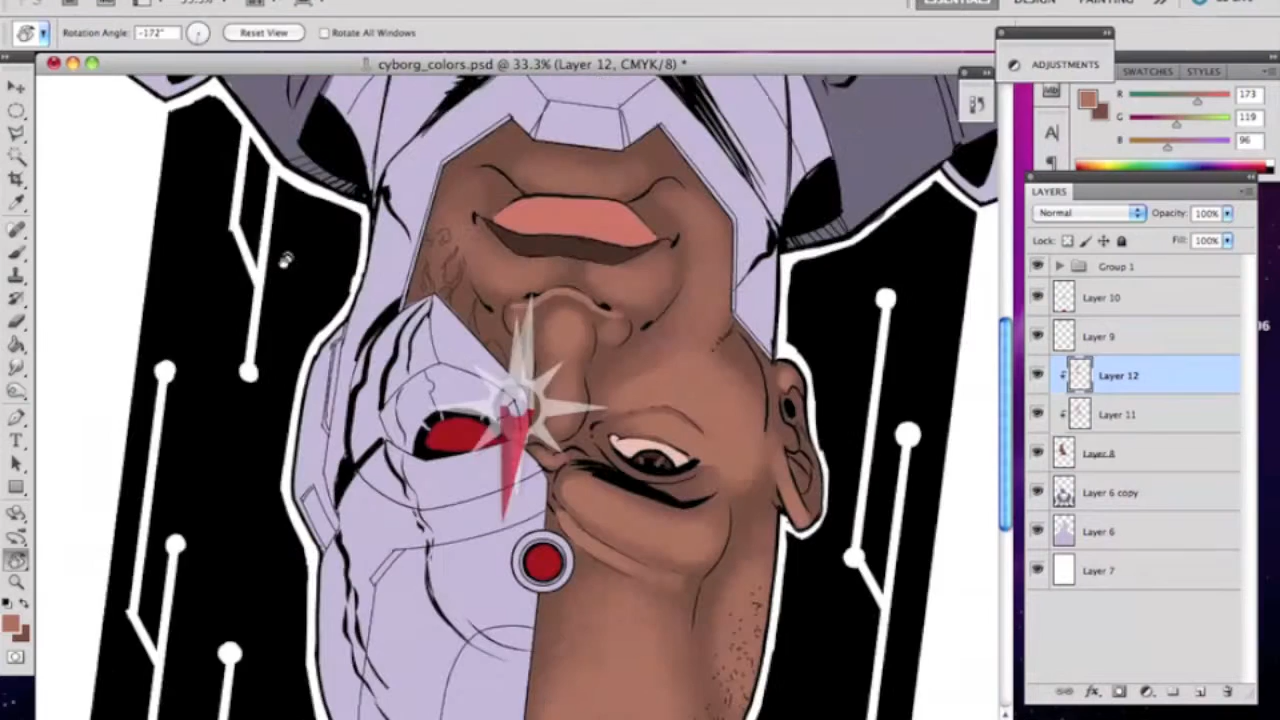 33.3%
ESSENTIALS DESIGN PAINTING >>
Rotation Angle: -172° Reset View Rotate All Windows
cyborg_colors.psd @ 33.3% (Layer 12, CMYK/8) *
ADJUSTMENTS
SWATCHES STYLES
R 173
G 119
B 96
LAYERS
Normal Opacity: 100%
Lock: Fill: 100%
Group 1
Layer 10
Layer 9
Layer 12
Layer 11
Layer 8
Layer 6 copy
Layer 6
Layer 7